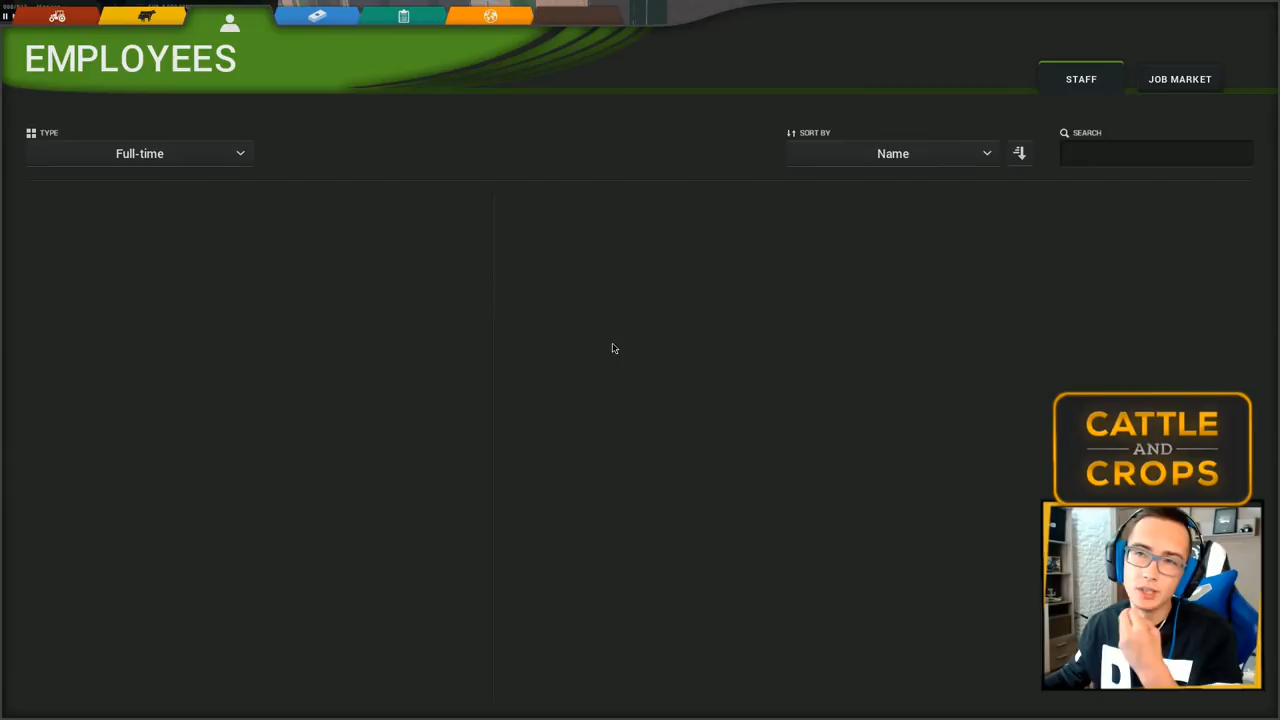 EMPLOYEES
STAFF
JOB MARKET
TYPE
SORT BY
SEARCH
Full-time
Name
CATTLE
AND
CROPS